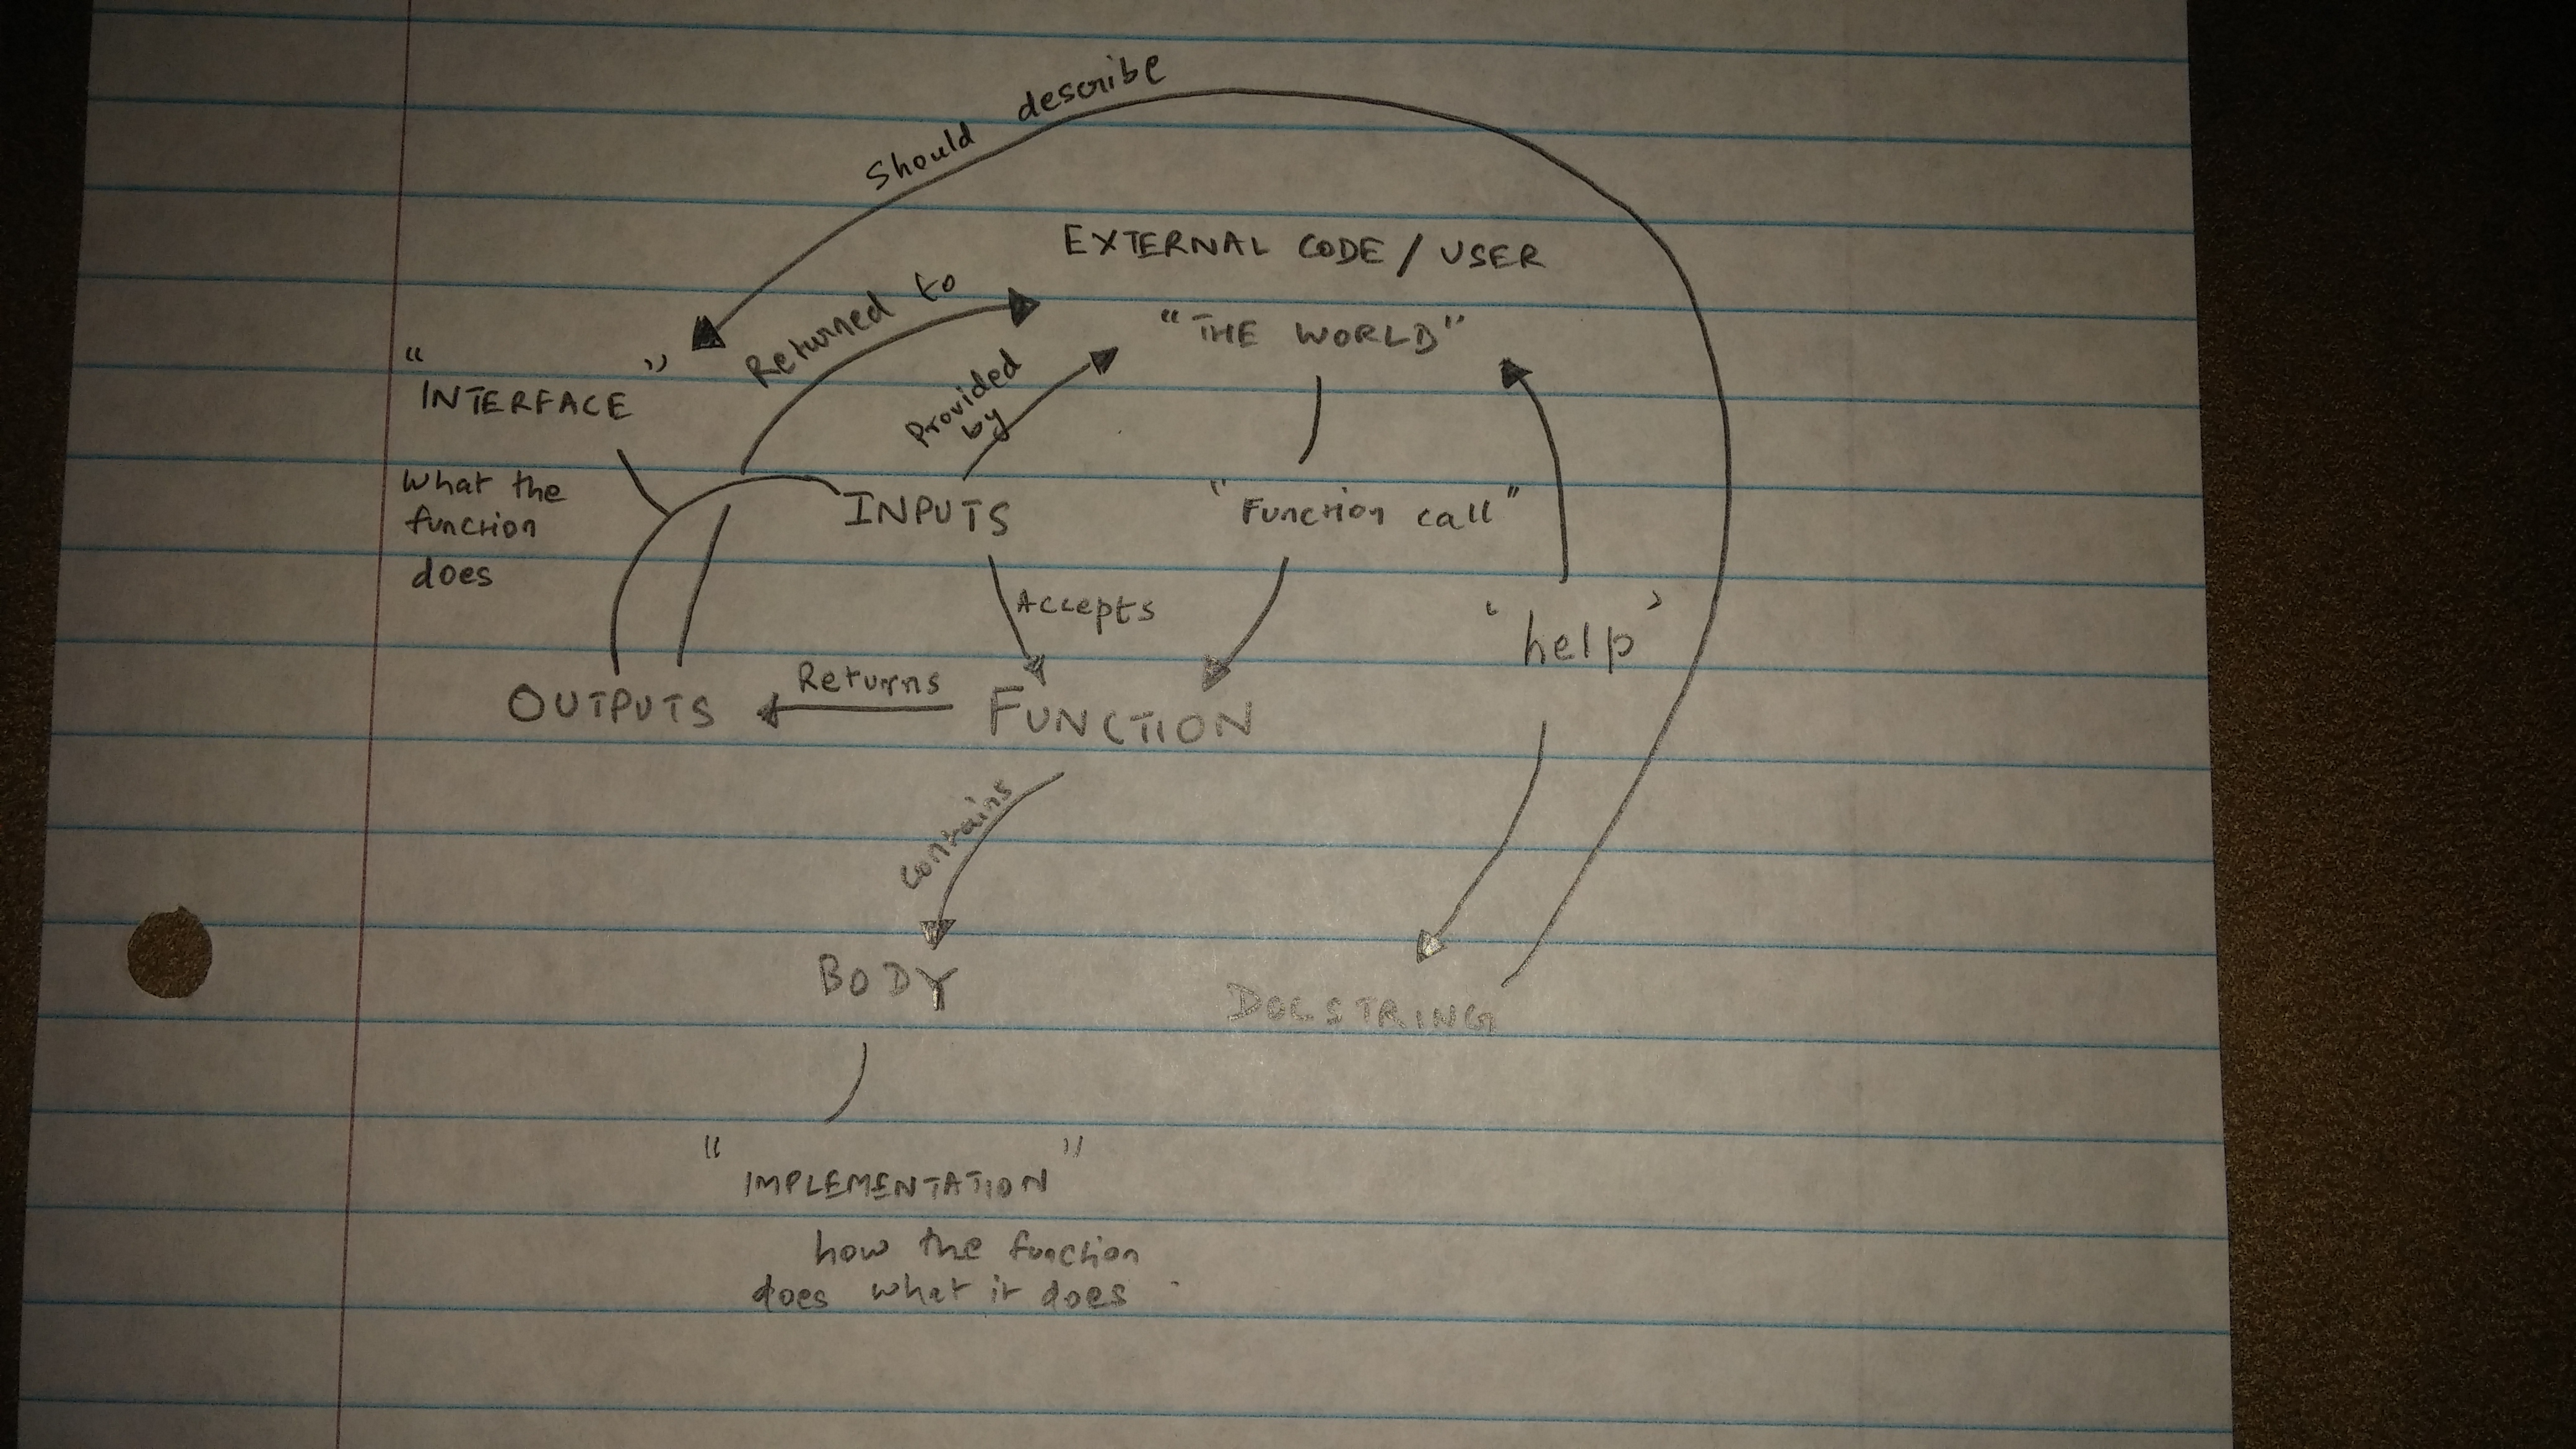 should describe
EXTERNAL CODE / USER
"THE WORLD"
returned to
provided
by
"INTERFACE"
what the
function
does
INPUTS
"Function call"
Accepts
"help"
OUTPUTS
Returns
FUNCTION
contains
BODY
DOCSTRING
"IMPLEMENTATION"
how the function
does what it does.